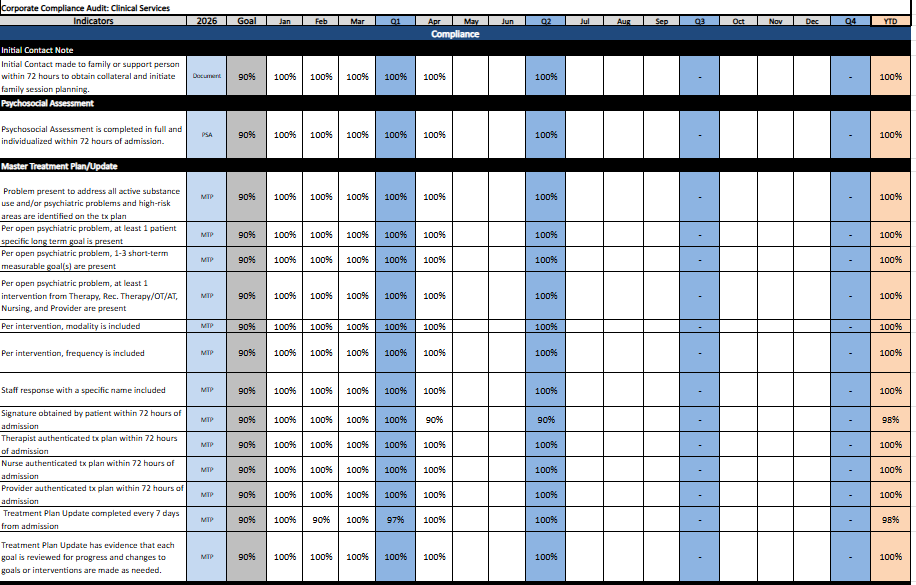 Corporate Compliance Audit: Clinical Services
Indicators 2026 Goal Jan Feb Mar Q1 Apr May Jun Q2 Jul Aug Sep Q3 Oct Nov Dec Q4 YTD
Compliance
Initial Contact Note
Initial Contact made to family or support person
within 72 hours to obtain collateral and initiate
family session planning.
Document 90% 100% 100% 100% 100% 100% 100% - - 100%
Psychosocial Assessment
Psychosocial Assessment is completed in full and
individualized within 72 hours of admission.
PSA 90% 100% 100% 100% 100% 100% 100% - - 100%
Master Treatment Plan/Update
Problem present to address all active substance
use and/or psychiatric problems and high-risk
areas are identified on the tx plan
MTP 90% 100% 100% 100% 100% 100% 100% - - 100%
Per open psychiatric problem, at least 1 patient
specific long term goal is present
MTP 90% 100% 100% 100% 100% 100% 100% - - 100%
Per open psychiatric problem, 1-3 short-term
measurable goal(s) are present
MTP 90% 100% 100% 100% 100% 100% 100% - - 100%
Per open psychiatric problem, at least 1
intervention from Therapy, Rec. Therapy/OT/AT,
Nursing, and Provider are present
MTP 90% 100% 100% 100% 100% 100% 100% - - 100%
Per intervention, modality is included MTP 90% 100% 100% 100% 100% 100% 100% - - 100%
Per intervention, frequency is included MTP 90% 100% 100% 100% 100% 100% 100% - - 100%
Staff response with a specific name included MTP 90% 100% 100% 100% 100% 100% 100% - - 100%
Signature obtained by patient within 72 hours of
admission
MTP 90% 100% 100% 100% 100% 90% 90% - - 98%
Therapist authenticated tx plan within 72 hours
of admission
MTP 90% 100% 100% 100% 100% 100% 100% - - 100%
Nurse authenticated tx plan within 72 hours of
admission
MTP 90% 100% 100% 100% 100% 100% 100% - - 100%
Provider authenticated tx plan within 72 hours of
admission
MTP 90% 100% 100% 100% 100% 100% 100% - - 100%
Treatment Plan Update completed every 7 days
from admission
MTP 90% 100% 90% 100% 97% 100% 100% - - 98%
Treatment Plan Update has evidence that each
goal is reviewed for progress and changes to
goals or interventions are made as needed.
MTP 90% 100% 100% 100% 100% 100% 100% - - 100%